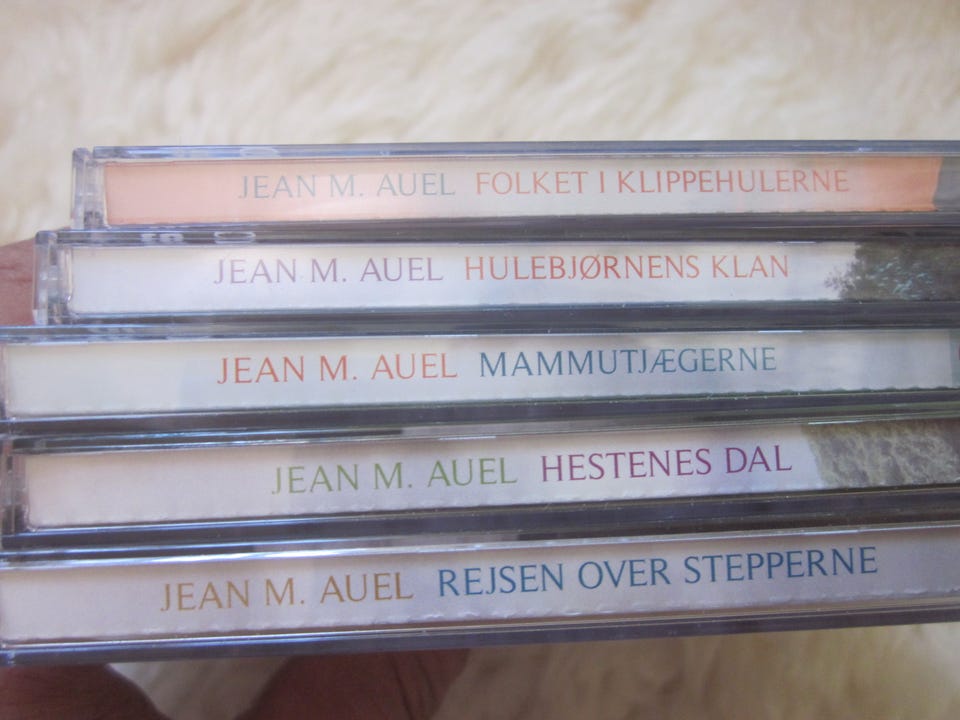 JEAN M. AUEL FOLKET I KLIPPEHULERNE
JEAN M. AUEL HULEBJØRNENS KLAN
JEAN M. AUEL MAMMUTJÆGERNE
JEAN M. AUEL HESTENES DAL
JEAN M. AUEL REJSEN OVER STEPPERNE